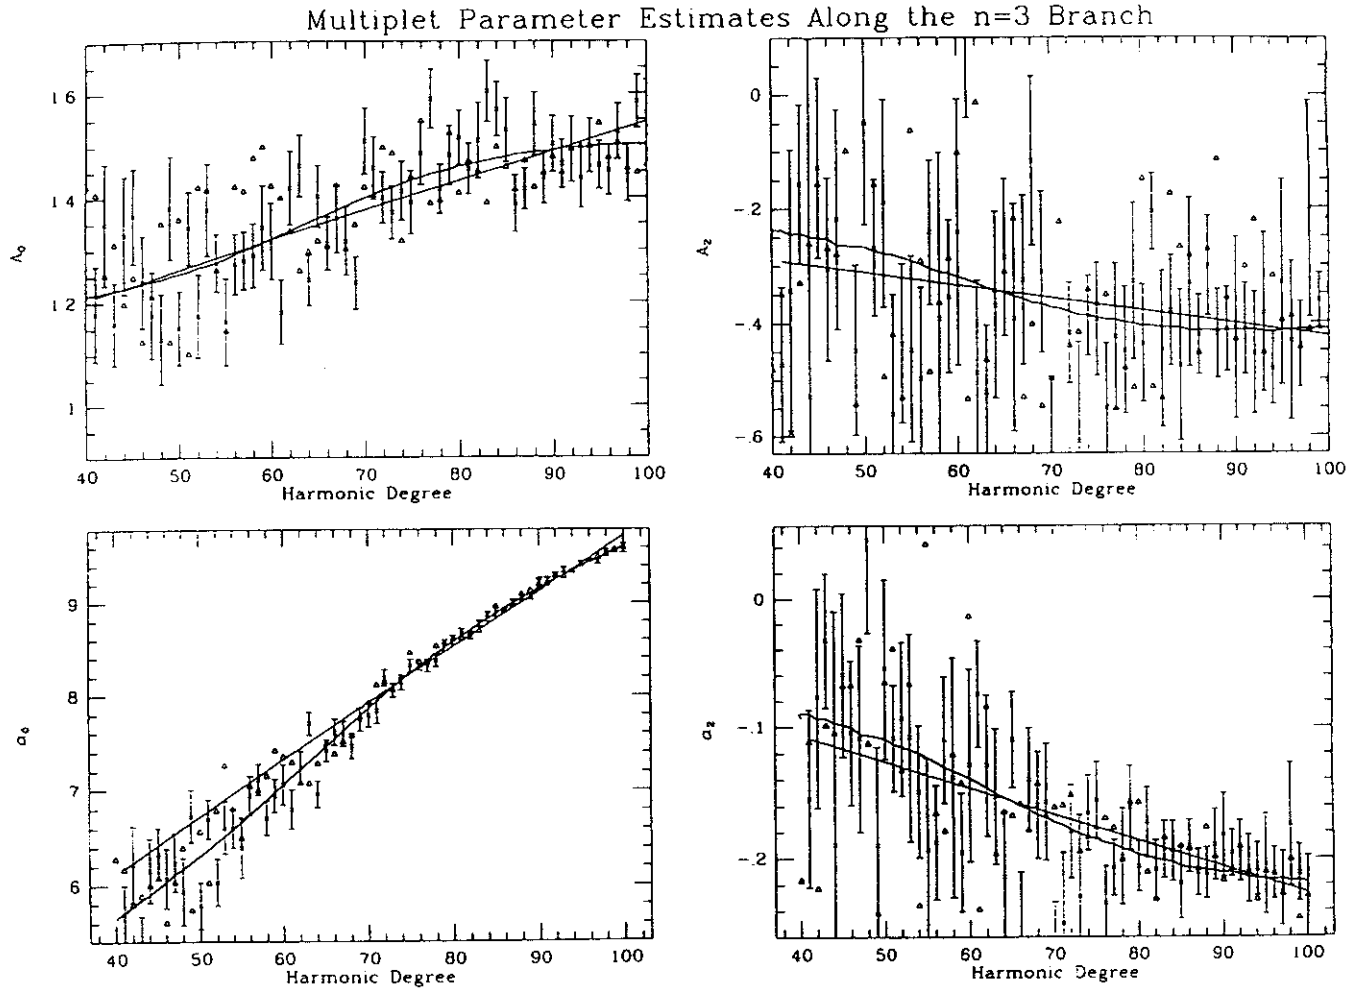 Multiplet Parameter Estimates Along the n=3 Branch
1 6
1 4
1 2
1
A₀
40 50 60 70 80 90 100
Harmonic Degree
0
-.2
-.4
-.6
A₂
40 50 60 70 80 90 100
Harmonic Degree
9
8
7
6
a₀
40 50 60 70 80 90 100
Harmonic Degree
0
-.1
-.2
a₂
40 50 60 70 80 90 100
Harmonic Degree